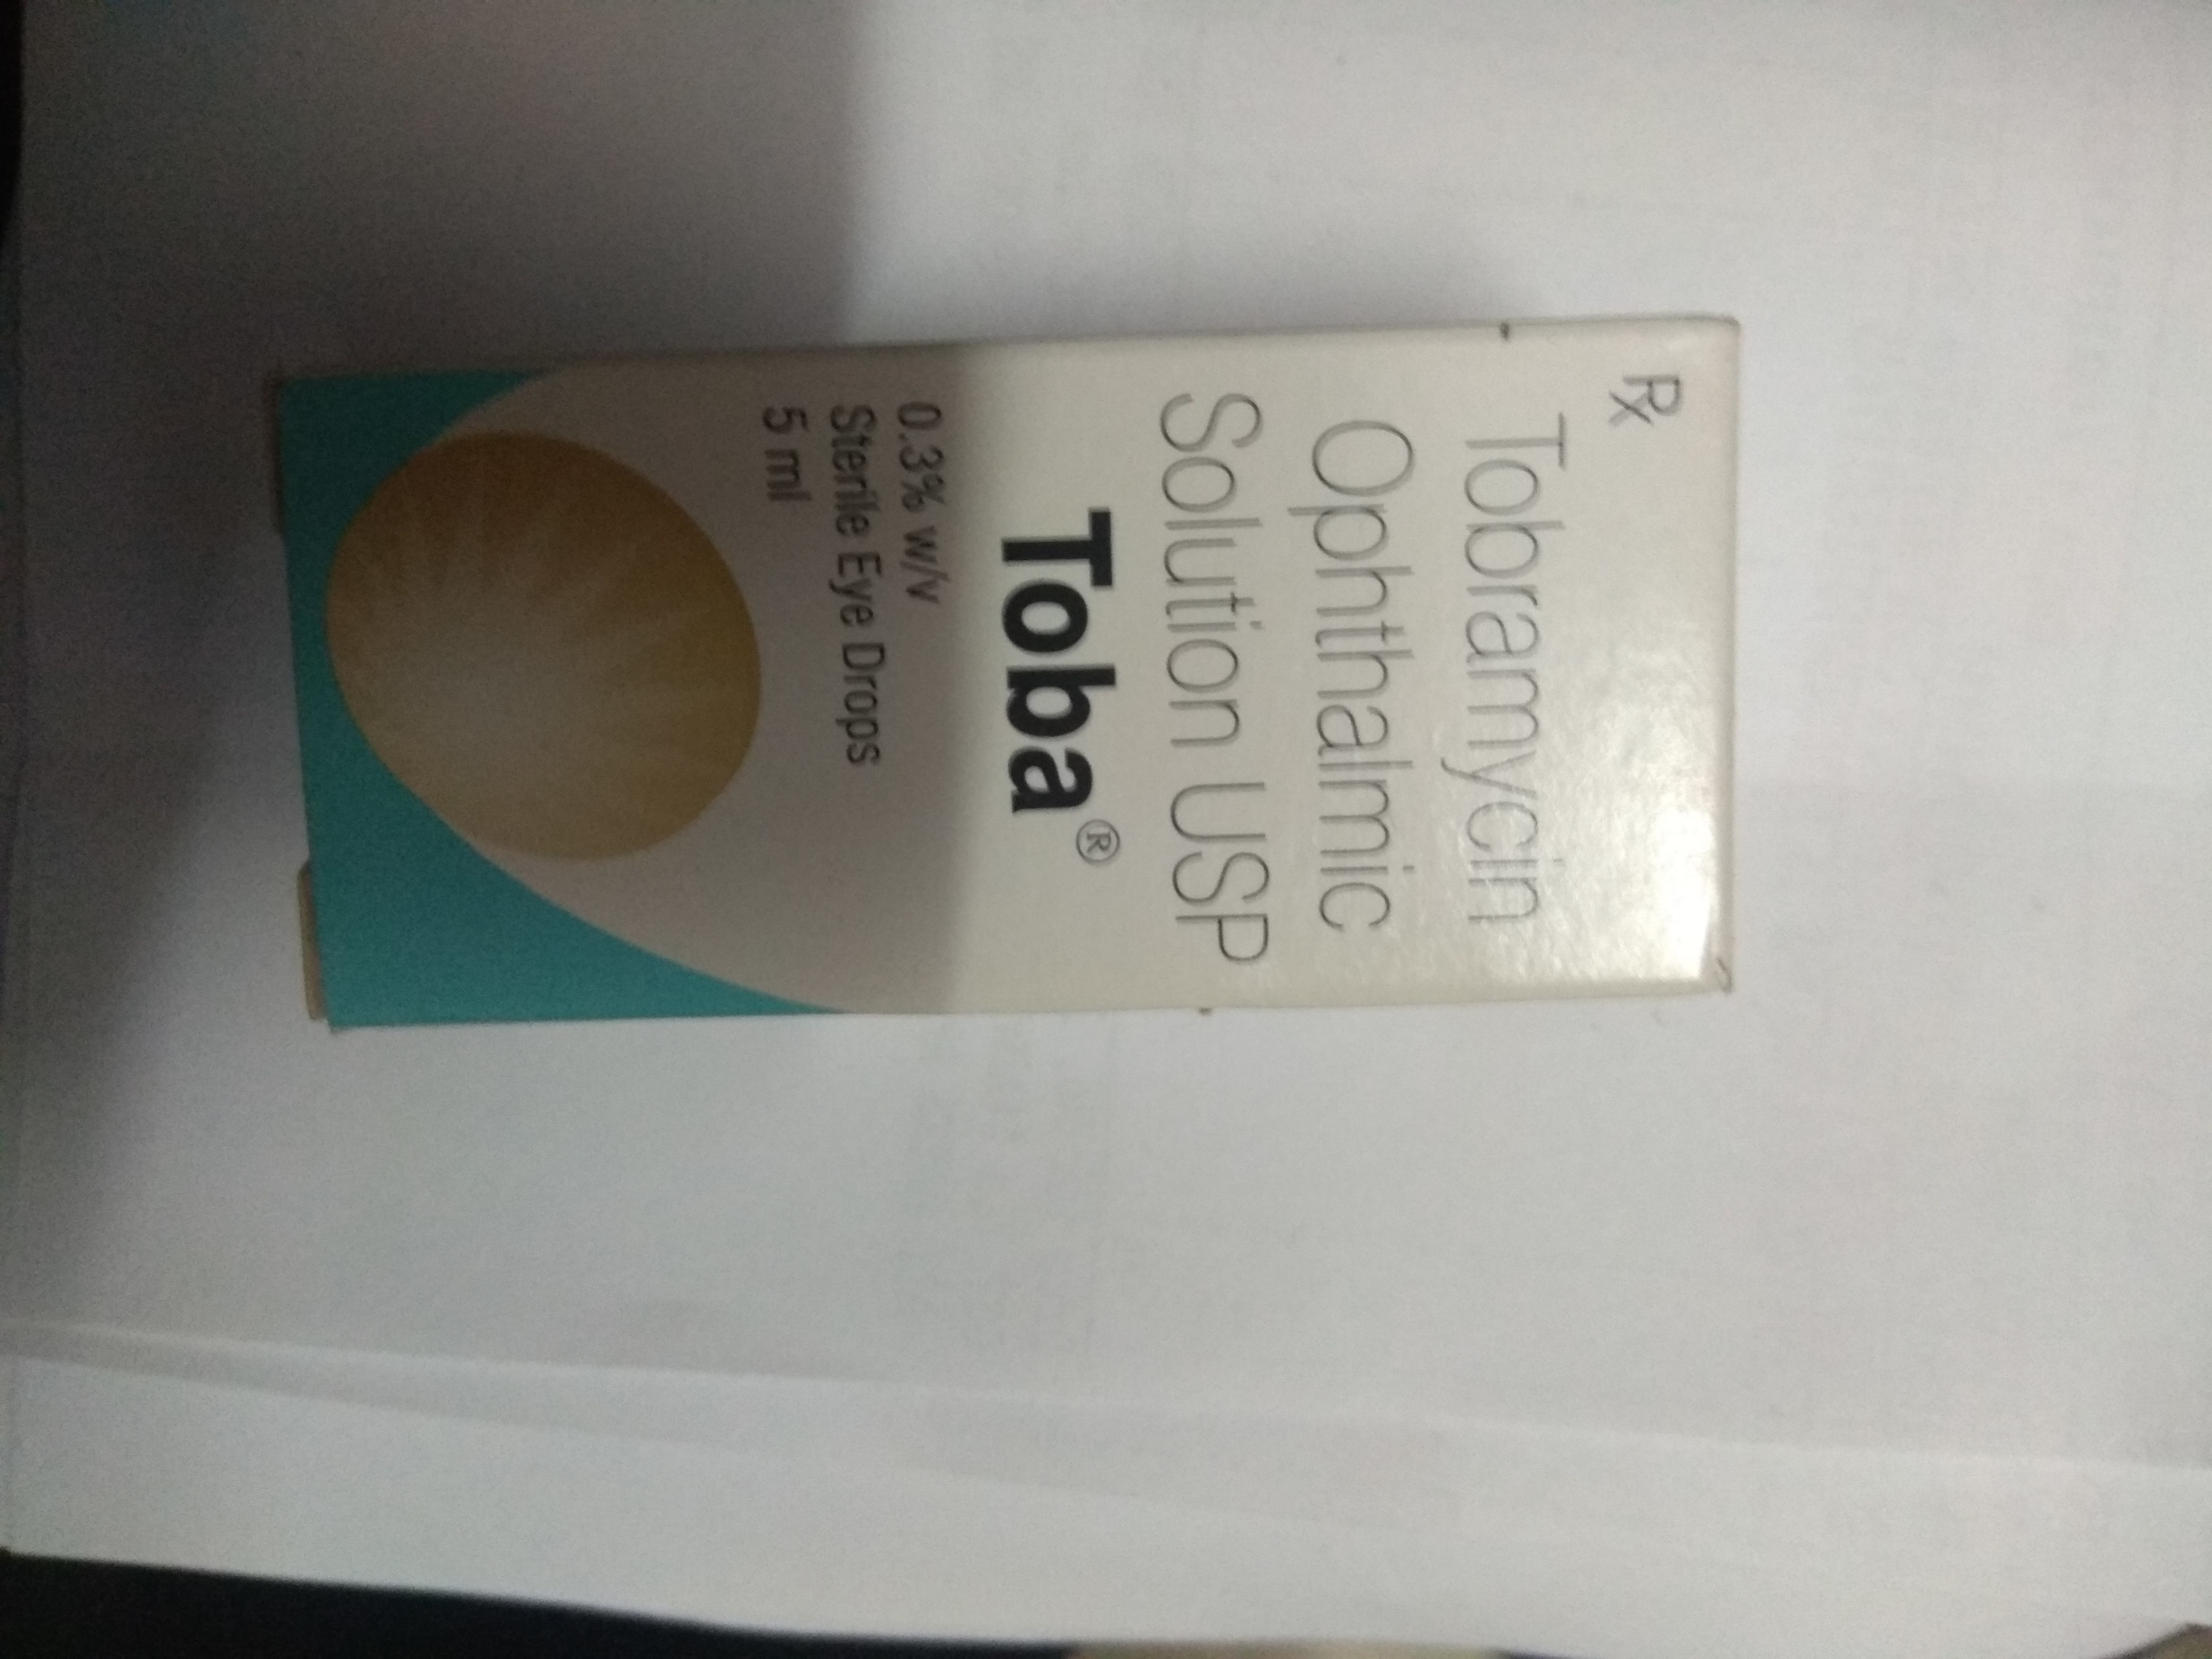 Rx
Tobramycin
Ophthalmic
Solution USP
Toba®
0.3% w/v
Sterile Eye Drops
5 ml